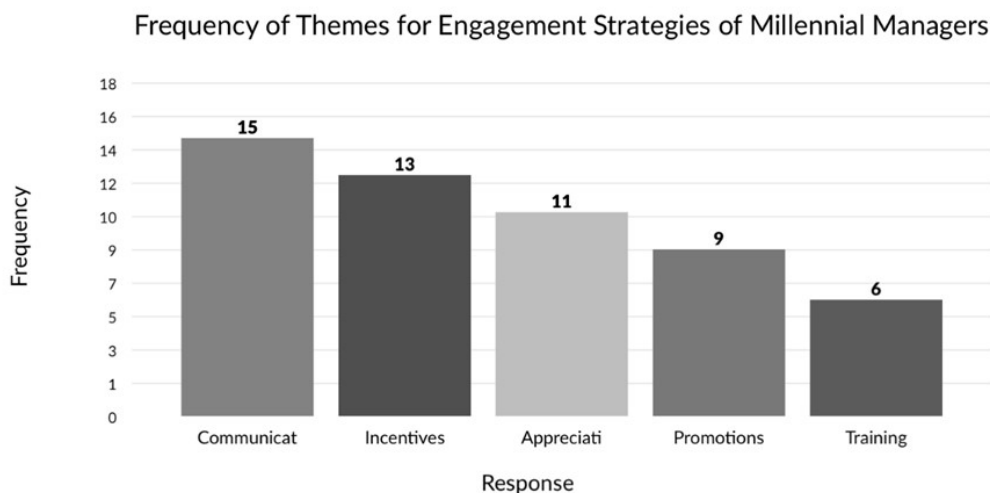 Frequency of Themes for Engagement Strategies of Millennial Managers
Frequency
18
16
14
12
10
9
7
5
3
1
0
15
13
11
9
6
Communicat
Incentives
Appreciati
Promotions
Training
Response